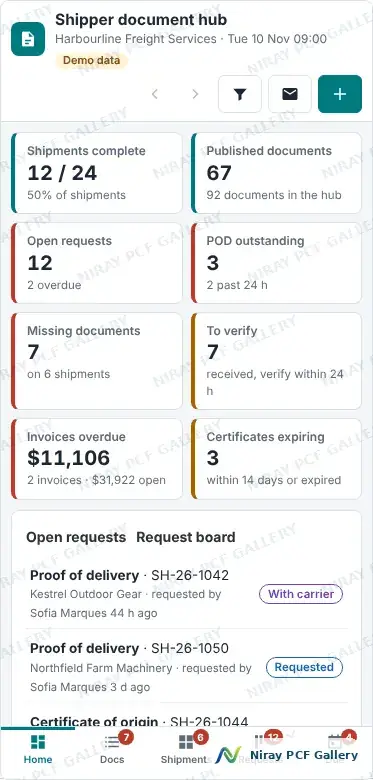 Shipper document hub
Harbourline Freight Services · Tue 10 Nov 09:00
Demo data
Shipments complete
12 / 24
50% of shipments
Published documents
67
92 documents in the hub
Open requests
12
2 overdue
POD outstanding
3
2 past 24 h
Missing documents
7
on 6 shipments
To verify
7
received, verify within 24
h
Invoices overdue
$11,106
2 invoices · $31,922 open
Certificates expiring
3
within 14 days or expired
Open requests Request board
Proof of delivery · SH-26-1042
Kestrel Outdoor Gear · requested by
Sofia Marques 44 h ago
With carrier
Proof of delivery · SH-26-1050
Northfield Farm Machinery · requested by
Sofia Marques 3 d ago
Requested
Certificate of origin · SH-26-1044
Home
7
Docs
6
Shipments
12
4
Niray PCF Gallery
NIRAY PCF GALLERY